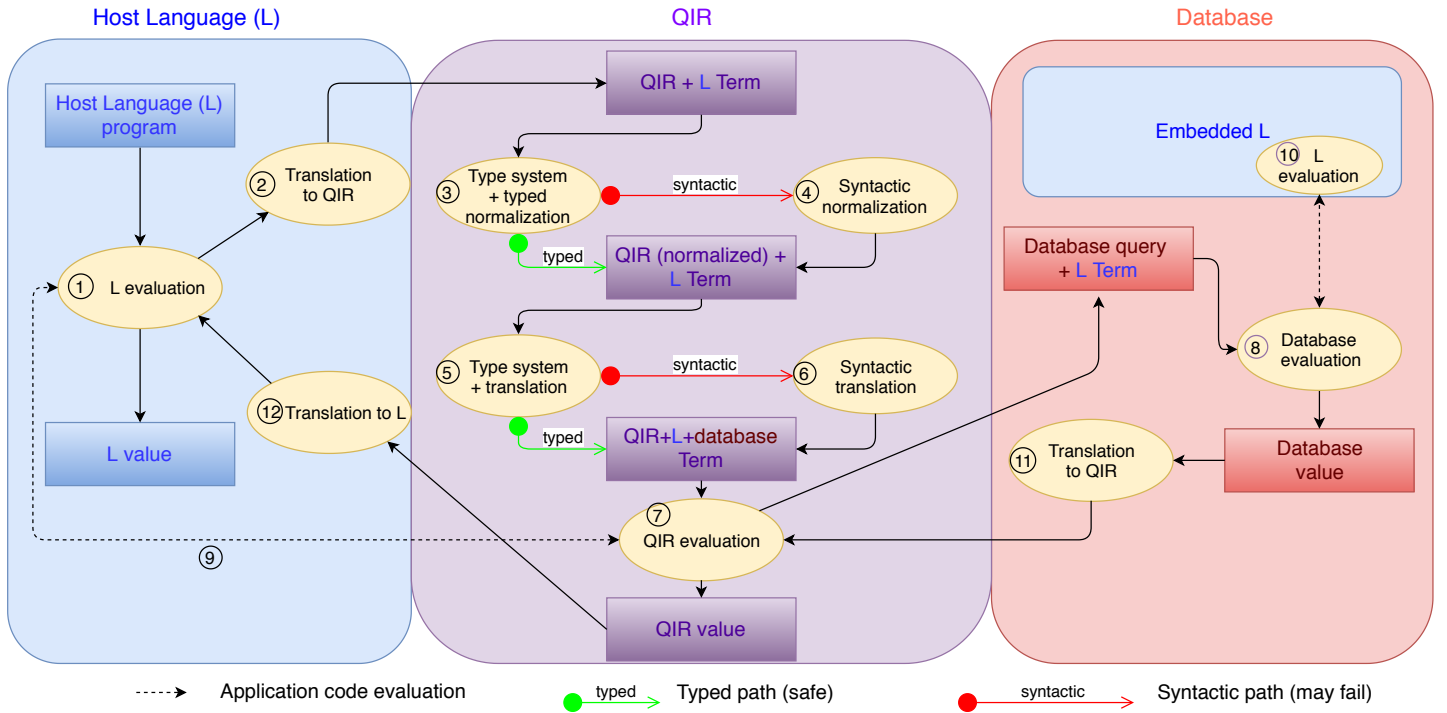 Host Language (L)
QIR
Database
Host Language (L)
program
2
Translation
to QIR
1
L evaluation
12
Translation to L
L value
9
QIR + L Term
3
Type system
+ typed
normalization
syntactic
4
Syntactic
normalization
typed
QIR (normalized) +
L Term
5
Type system
+ translation
syntactic
6
Syntactic
translation
typed
QIR+L+database
Term
7
QIR evaluation
QIR value
Embedded L
10
L
evaluation
Database query
+ L Term
8
Database
evaluation
11
Translation
to QIR
Database
value
Application code evaluation
typed
Typed path (safe)
syntactic
Syntactic path (may fail)